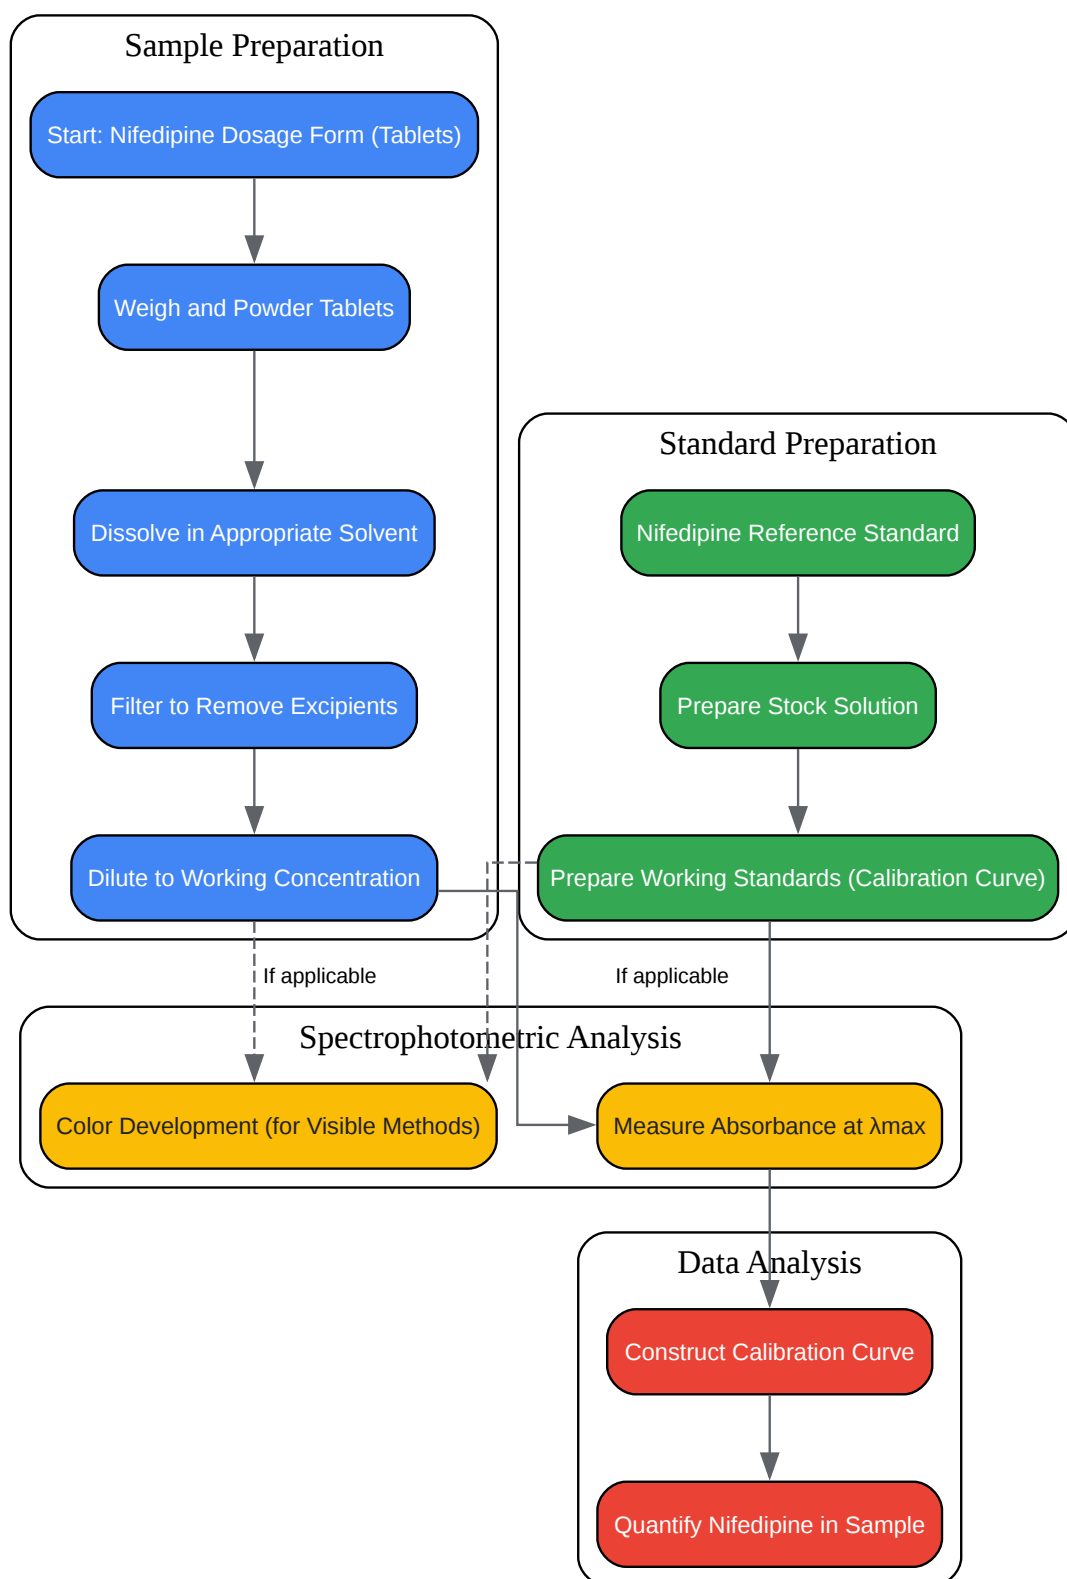 Sample Preparation
Start: Nifedipine Dosage Form (Tablets)
Weigh and Powder Tablets
Dissolve in Appropriate Solvent
Filter to Remove Excipients
Dilute to Working Concentration
Standard Preparation
Nifedipine Reference Standard
Prepare Stock Solution
Prepare Working Standards (Calibration Curve)
If applicable
If applicable
Spectrophotometric Analysis
Color Development (for Visible Methods)
Measure Absorbance at λmax
Data Analysis
Construct Calibration Curve
Quantify Nifedipine in Sample